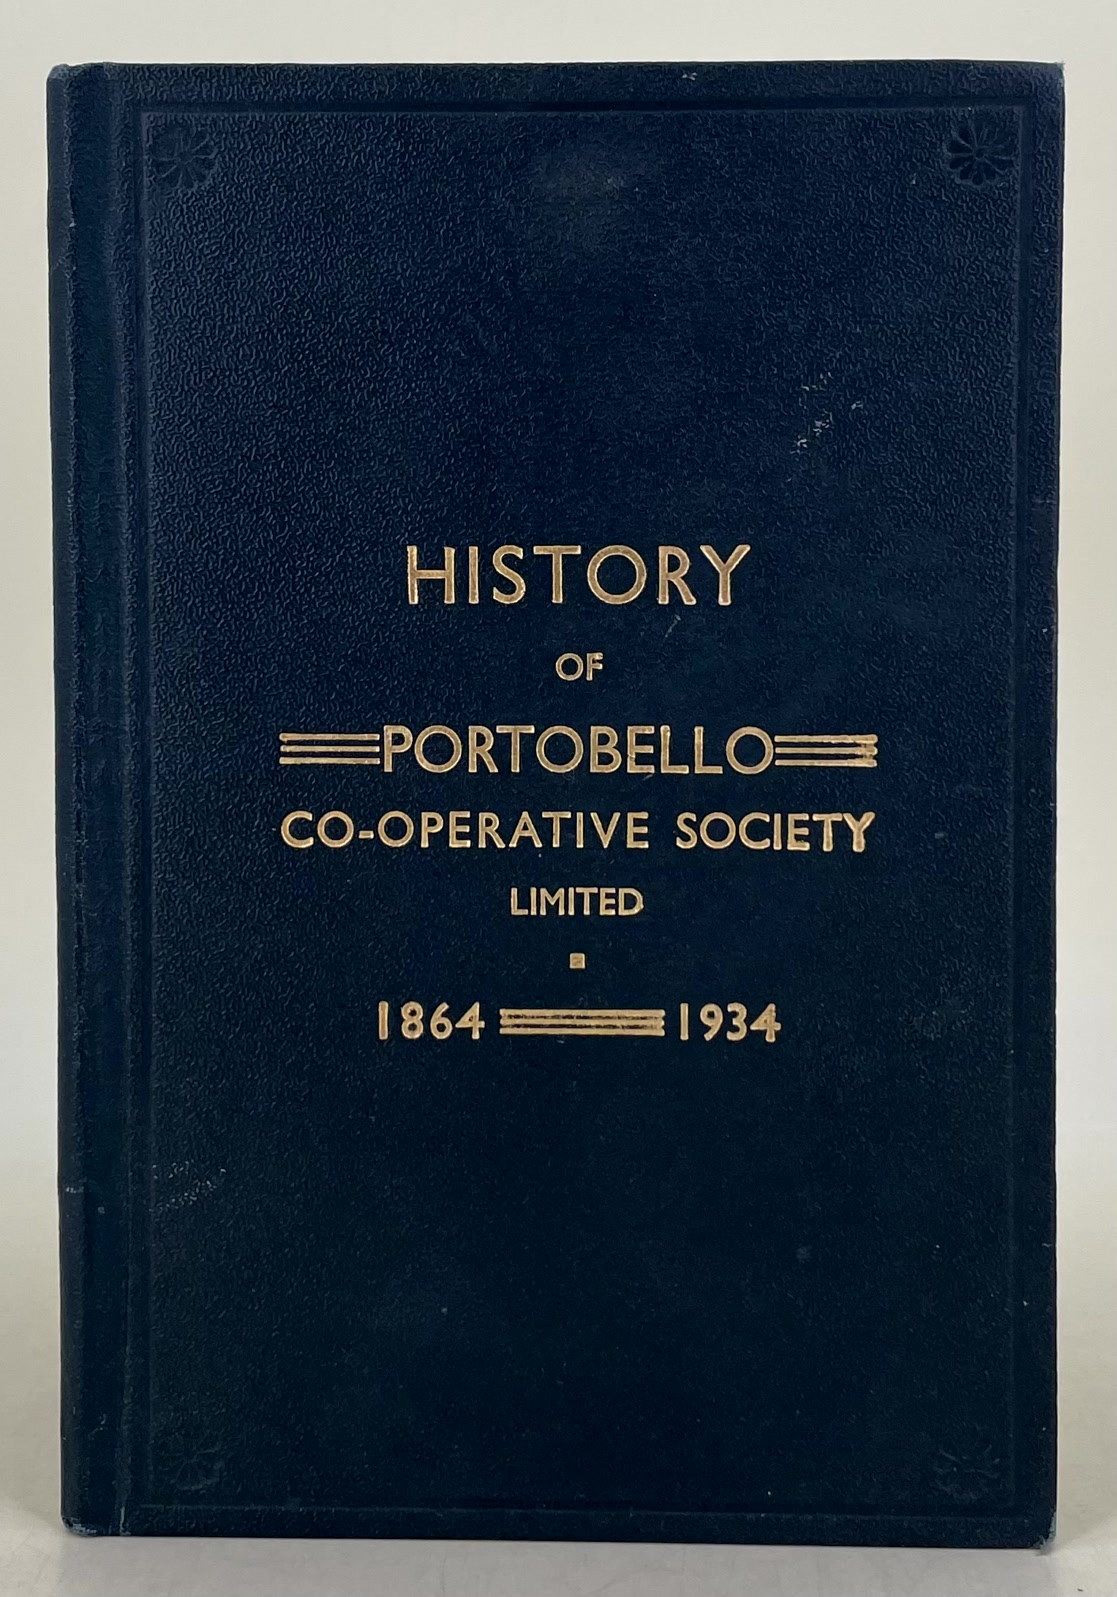 HISTORY
OF
PORTOBELLO
CO-OPERATIVE SOCIETY
LIMITED
1864 1934